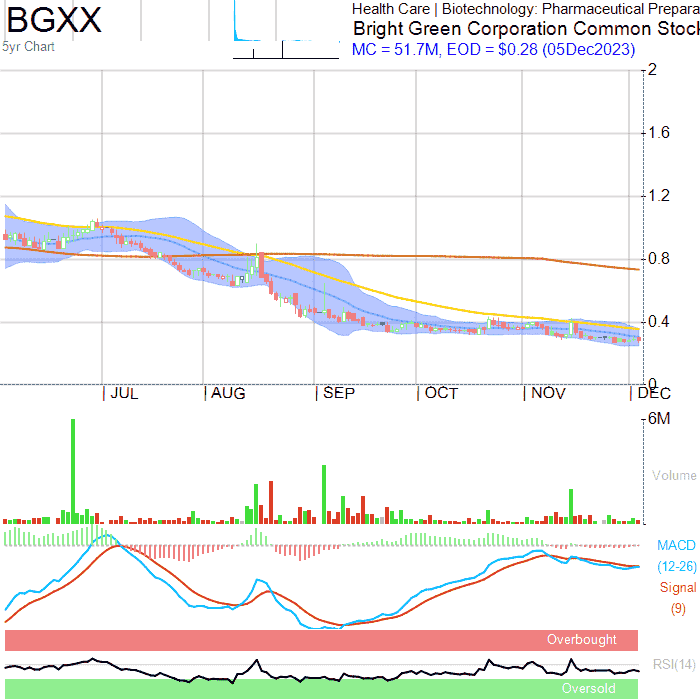 BGXX
5yr Chart
Health Care | Biotechnology: Pharmaceutical Prepara
Bright Green Corporation Common Stock
MC = 51.7M, EOD = $0.28 (05Dec2023)
2
1.6
1.2
0.8
0.4
0
JUL
AUG
SEP
OCT
NOV
DEC
6M
Volume
MACD
(12-26)
Signal
(9)
Overbought
RSI(14)
Oversold